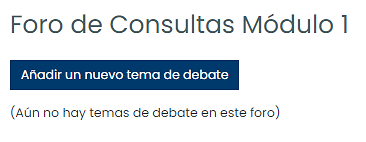 Foro de Consultas Módulo 1
Añadir un nuevo tema de debate
(Aún no hay temas de debate en este foro)